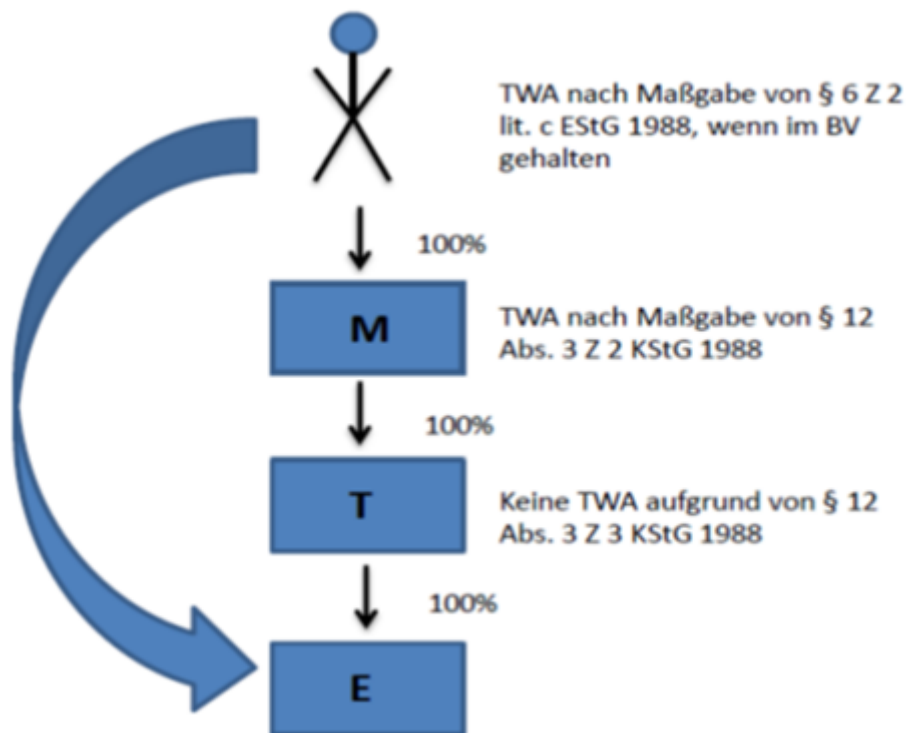 TWA nach Maßgabe von § 6 Z 2
lit. c EStG 1988, wenn im BV
gehalten
100%
M
TWA nach Maßgabe von § 12
Abs. 3 Z 2 KStG 1988
100%
T
Keine TWA aufgrund von § 12
Abs. 3 Z 3 KStG 1988
100%
E